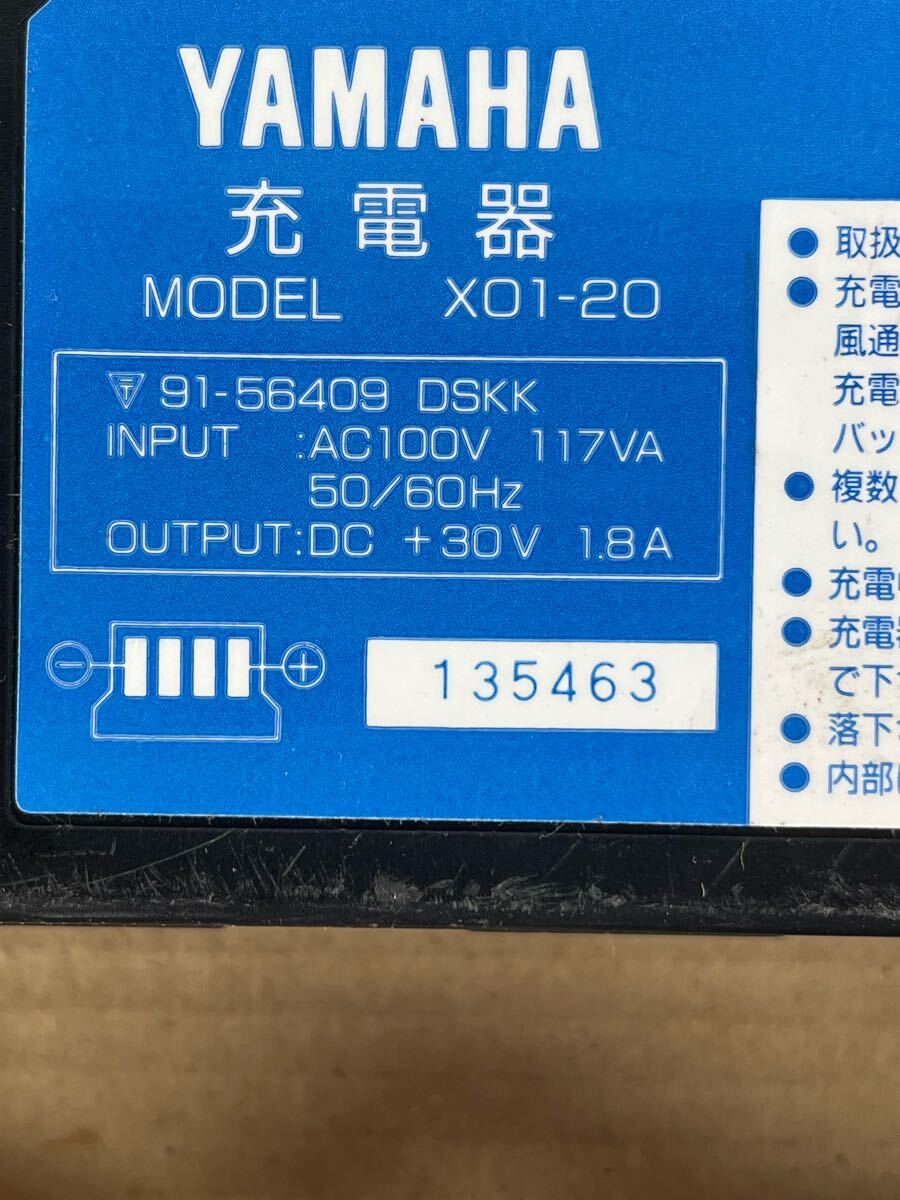 YAMAHA
充電器
MODEL X01-20
91-56409 DSKK
INPUT :AC100V 117VA
50/60Hz
OUTPUT:DC +30V 1.8A
135463
● 取扱
● 充電
風通
充電
バッ
● 複数
い。
● 充電
● 充電器
で下
● 落下
● 内部